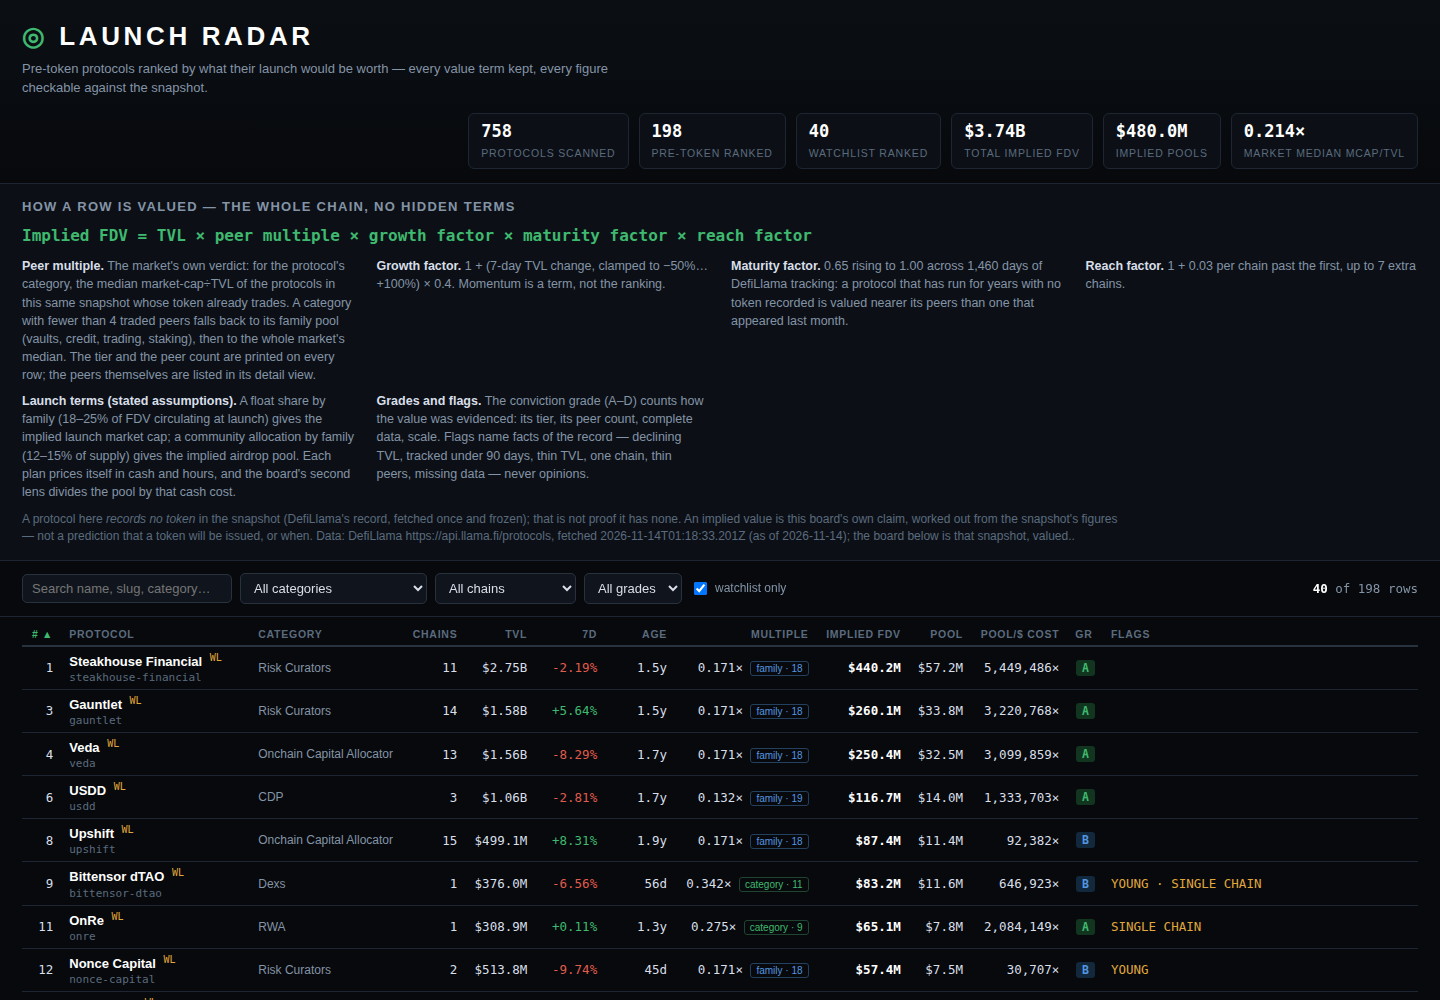 ◎ LAUNCH RADAR
Pre-token protocols ranked by what their launch would be worth — every value term kept, every figure
checkable against the snapshot.
758 198 40 $3.74B $480.0M 0.214×
PROTOCOLS SCANNED PRE-TOKEN RANKED WATCHLIST RANKED TOTAL IMPLIED FDV IMPLIED POOLS MARKET MEDIAN MCAP/TVL
HOW A ROW IS VALUED — THE WHOLE CHAIN, NO HIDDEN TERMS
Implied FDV = TVL × peer multiple × growth factor × maturity factor × reach factor
Peer multiple. The market's own verdict: for the protocol's
category, the median market-cap÷TVL of the protocols in
this same snapshot whose token already trades. A category
with fewer than 4 traded peers falls back to its family pool
(vaults, credit, trading, staking), then to the whole market's
median. The tier and the peer count are printed on every
row; the peers themselves are listed in its detail view.
Growth factor. 1 + (7-day TVL change, clamped to −50%…
+100%) × 0.4. Momentum is a term, not the ranking.
Maturity factor. 0.65 rising to 1.00 across 1,460 days of
DefiLlama tracking: a protocol that has run for years with no
token recorded is valued nearer its peers than one that
appeared last month.
Reach factor. 1 + 0.03 per chain past the first, up to 7 extra
chains.
Launch terms (stated assumptions). A float share by
family (18–25% of FDV circulating at launch) gives the
implied launch market cap; a community allocation by family
(12–15% of supply) gives the implied airdrop pool. Each
plan prices itself in cash and hours, and the board's second
lens divides the pool by that cash cost.
Grades and flags. The conviction grade (A–D) counts how
the value was evidenced: its tier, its peer count, complete
data, scale. Flags name facts of the record — declining
TVL, tracked under 90 days, thin TVL, one chain, thin
peers, missing data — never opinions.
A protocol here records no token in the snapshot (DefiLlama's record, fetched once and frozen); that is not proof it has none. An implied value is this board's own claim, worked out from the snapshot's figures
— not a prediction that a token will be issued, or when. Data: DefiLlama https://api.llama.fi/protocols, fetched 2026-11-14T01:18:33.201Z (as of 2026-11-14); the board below is that snapshot, valued..
Search name, slug, category… All categories All chains All grades watchlist only 40 of 198 rows
# ▲ PROTOCOL CATEGORY CHAINS TVL 7D AGE MULTIPLE IMPLIED FDV POOL POOL/$ COST GR FLAGS
1 Steakhouse Financial WL Risk Curators 11 $2.75B -2.19% 1.5y 0.171× family · 18 $440.2M $57.2M 5,449,486× A
steakhouse-financial
3 Gauntlet WL Risk Curators 14 $1.58B +5.64% 1.5y 0.171× family · 18 $260.1M $33.8M 3,220,768× A
gauntlet
4 Veda WL Onchain Capital Allocator 13 $1.56B -8.29% 1.7y 0.171× family · 18 $250.4M $32.5M 3,099,859× A
veda
6 USDD WL CDP 3 $1.06B -2.81% 1.7y 0.132× family · 19 $116.7M $14.0M 1,333,703× A
usdd
8 Upshift WL Onchain Capital Allocator 15 $499.1M +8.31% 1.9y 0.171× family · 18 $87.4M $11.4M 92,382× B
upshift
9 Bittensor dTAO WL Dexs 1 $376.0M -6.56% 56d 0.342× category · 11 $83.2M $11.6M 646,923× B YOUNG · SINGLE CHAIN
bittensor-dtao
11 OnRe WL RWA 1 $308.9M +0.11% 1.3y 0.275× category · 9 $65.1M $7.8M 2,084,149× A SINGLE CHAIN
onre
12 Nonce Capital WL Risk Curators 2 $513.8M -9.74% 45d 0.171× family · 18 $57.4M $7.5M 30,707× B YOUNG
nonce-capital